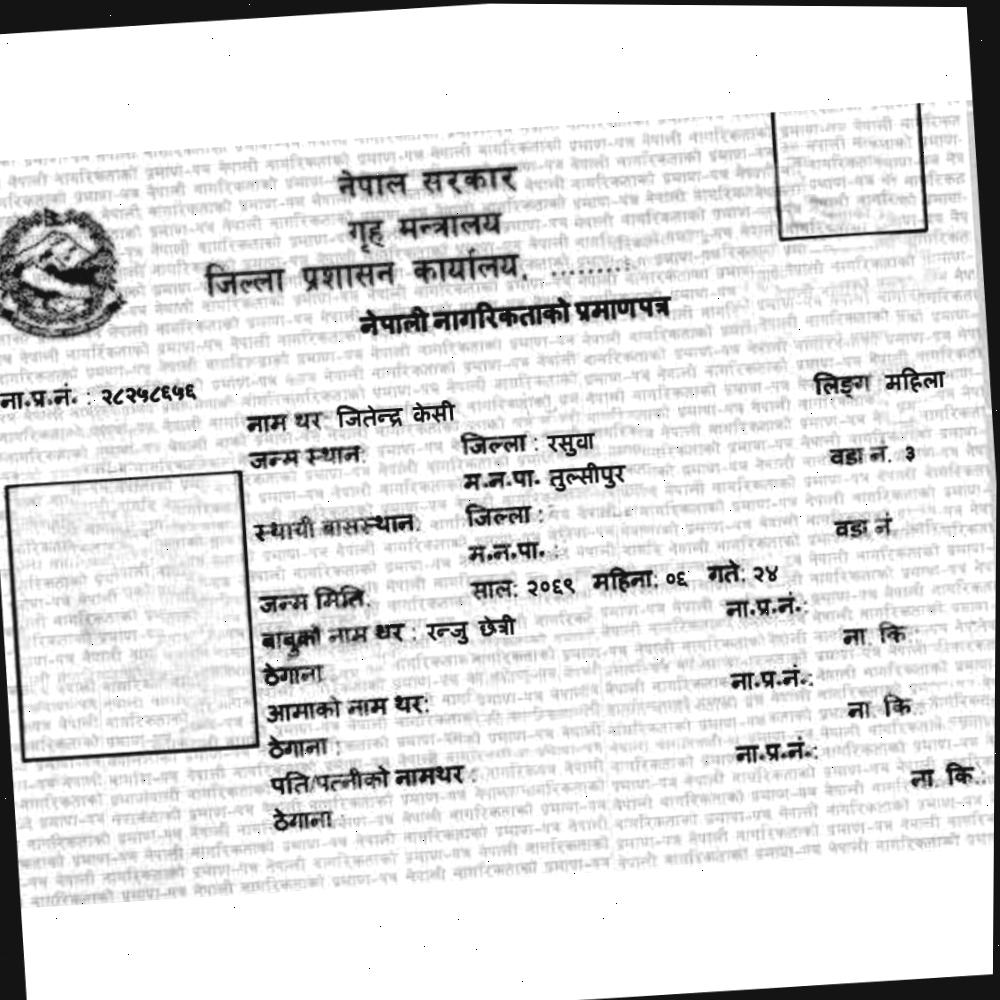 नेपाल सरकार
गृह मन्त्रालय
जिल्ला प्रशासन कार्यालय, .........
नेपाली नागरिकताको प्रमाणपत्र
ना.प्र.नं. : २८२५८६५६
लिङ्ग महिला
नाम थर जितेन्द्र केसी
जन्म स्थान: जिल्ला : रसुवा
म.न.पा. तुल्सीपुर वडा नं. ३
स्थायी बासस्थान: जिल्ला :
म.न.पा. : वडा नं
जन्म मिति: साल: २०६९ महिना: ०६ गते: २४
बाबुको नाम थर : रन्जु छेत्री ना.प्र.नं.:
ठेगाना ना. कि.:
आमाको नाम थर: ना.प्र.नं.:
ठेगाना : ना. कि.:
पति/पत्नीको नामथर : ना.प्र.नं.:
ठेगाना : ना. कि.: